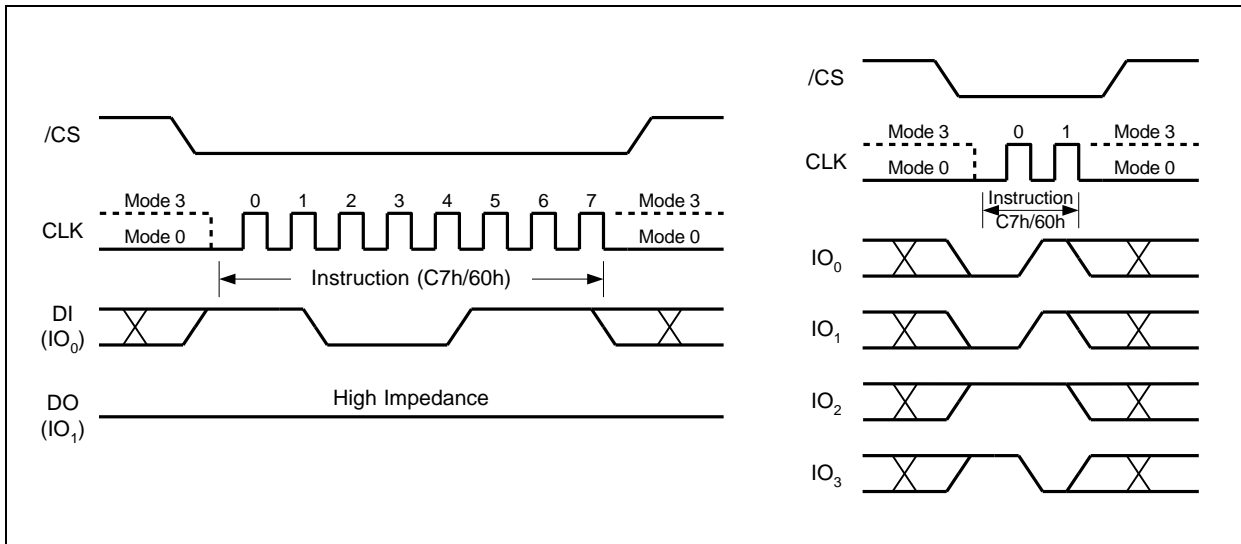 /CS
Mode 3
0 1 2 3 4 5 6 7
Mode 3
CLK
Mode 0
Mode 0
Instruction (C7h/60h)
DI
(IO0)
High Impedance
DO
(IO1)
/CS
Mode 3
0 1
Mode 3
CLK
Mode 0
Mode 0
Instruction
C7h/60h
IO0
IO1
IO2
IO3